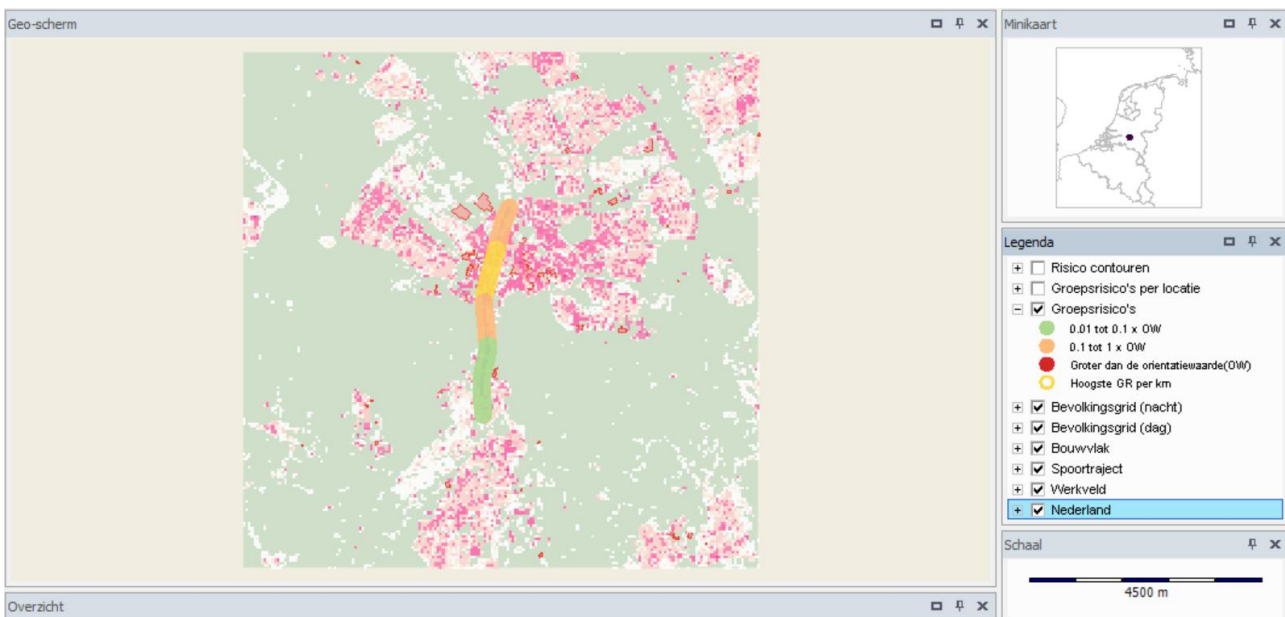 Geo-scherm
Minikaart
Legenda
Risico contouren
Groepsrisico's per locatie
Groepsrisico's
0.01 tot 0.1 x OW
0.1 tot 1 x OW
Groter dan de orientatiewaarde(OW)
Hoogste GR per km
Bevolkingsgrid (nacht)
Bevolkingsgrid (dag)
Bouwvlak
Spoortraject
Werkveld
Nederland
Schaal
4500 m
Overzicht